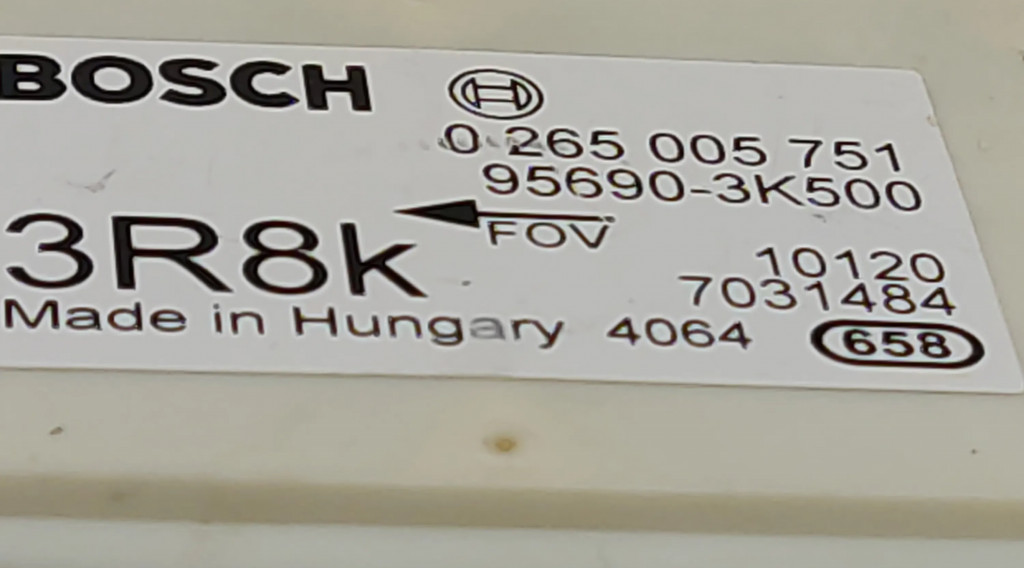 BOSCH
0 265 005 751
95690-3K500
3R8k
FOV
10120
7031484
Made in Hungary 4064 658